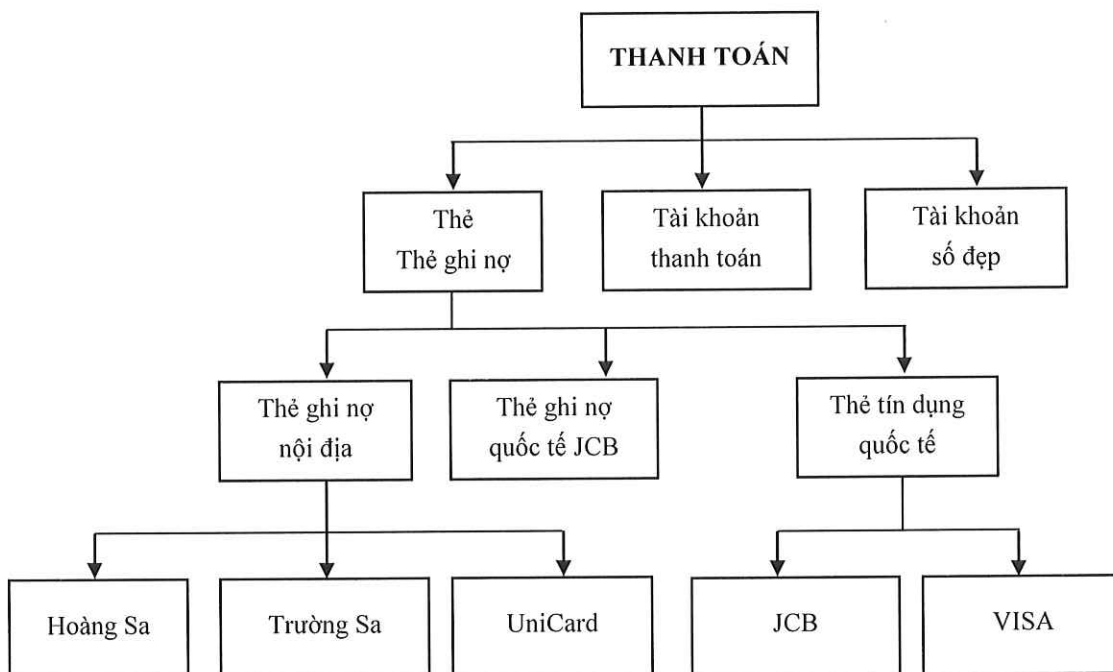 THANH TOÁN
Thẻ
Thẻ ghi nợ
Tài khoản
thanh toán
Tài khoản
số đẹp
Thẻ ghi nợ
nội địa
Thẻ ghi nợ
quốc tế JCB
Thẻ tín dụng
quốc tế
Hoàng Sa
Trường Sa
UniCard
JCB
VISA